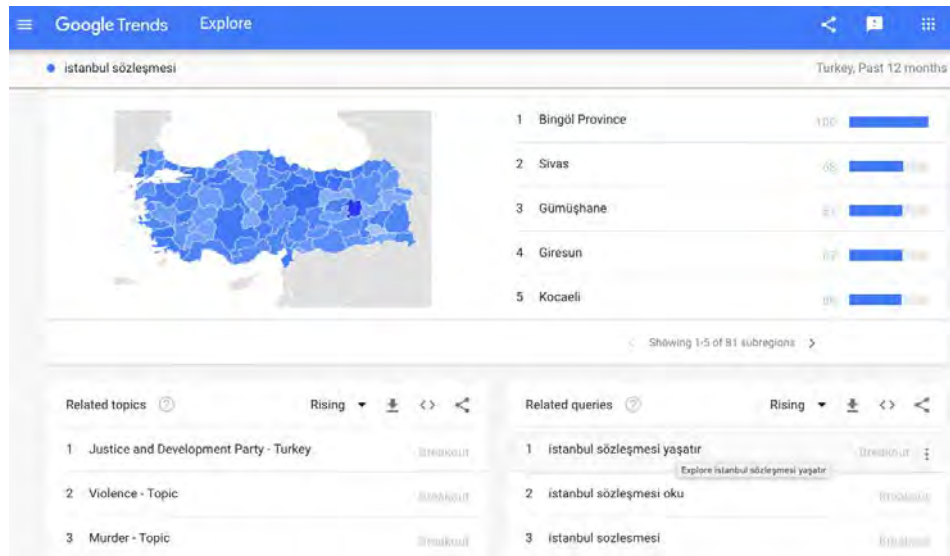 Google Trends Explore
istanbul sözleşmesi
Turkey, Past 12 months
1 Bingöl Province 100
2 Sivas 68
3 Gümüşhane
4 Giresun 67
5 Kocaeli
Showing 1-5 of 81 subregions
Related topics Rising
1 Justice and Development Party - Turkey Breakout
2 Violence - Topic Breakout
3 Murder - Topic Breakout
Related queries Rising
1 istanbul sözleşmesi yaşatır Breakout
Explore istanbul sözleşmesi yaşatır
2 istanbul sözleşmesi oku Breakout
3 istanbul sozlesmesi Breakout